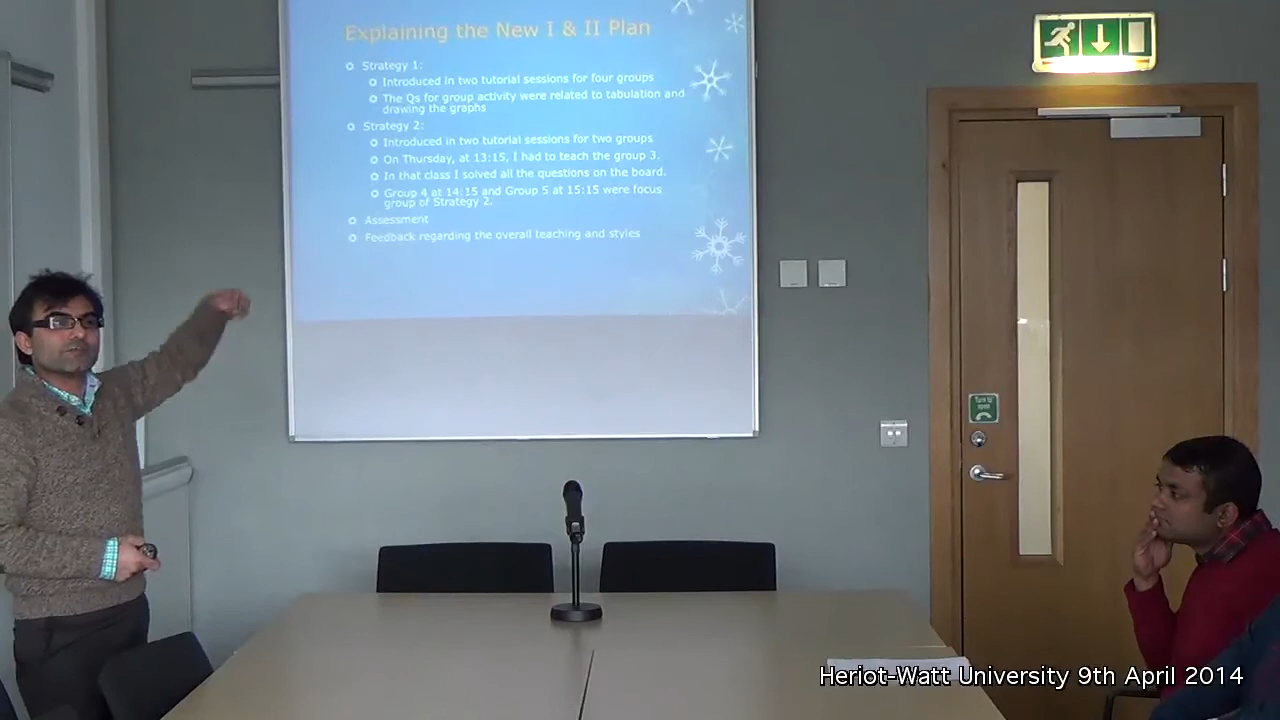 Explaining the New I & II Plan
Strategy 1:
Introduced in two tutorial sessions for four groups
The Qs for group activity were related to tabulation and
drawing the graphs
Strategy 2:
Introduced in two tutorial sessions for two groups
On Thursday, at 13:15, I had to teach the group 3.
In that class I solved all the questions on the board.
Group 4 at 14:15 and Group 5 at 15:15 were focus
group of Strategy 2.
Assessment
Feedback regarding the overall teaching and styles
Turn to
open
Heriot-Watt University 9th April 2014